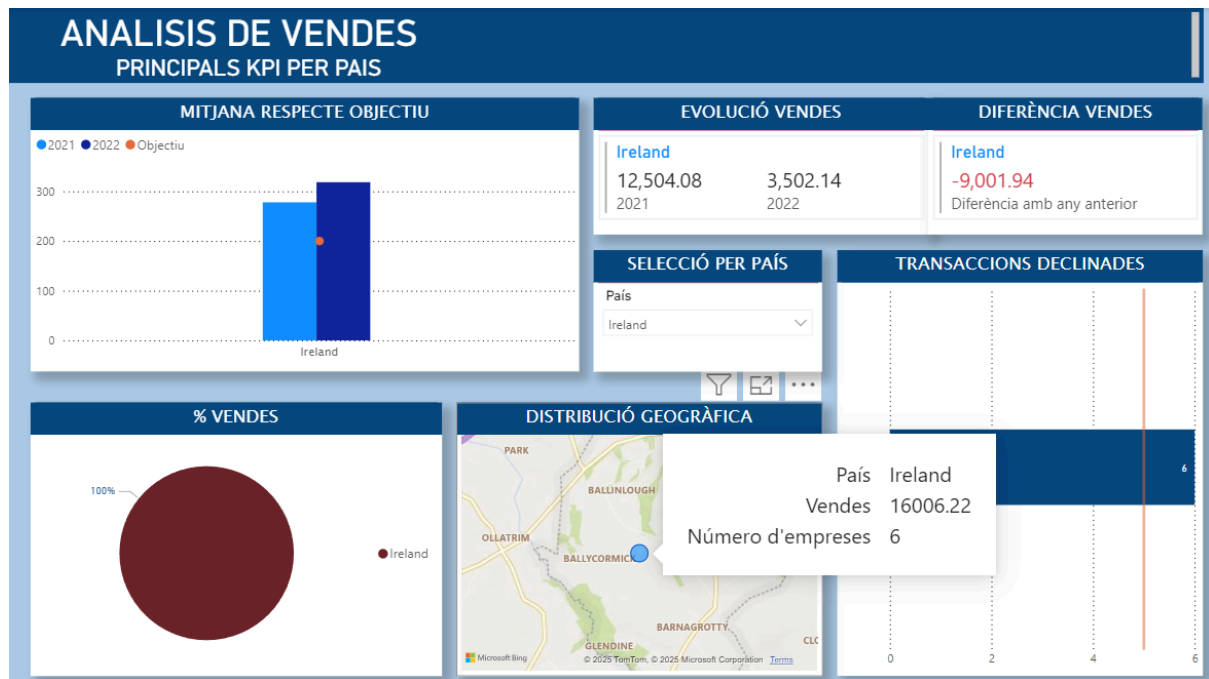 ANALISIS DE VENDES
PRINCIPALS KPI PER PAIS
MITJANA RESPECTE OBJECTIU
2021 2022 Objectiu
300
200
100
0
Ireland
EVOLUCIÓ VENDES
Ireland
12,504.08 3,502.14
2021 2022
DIFERÈNCIA VENDES
Ireland
-9,001.94
Diferència amb any anterior
SELECCIÓ PER PAÍS
País
Ireland
TRANSACCIONS DECLINADES
6
0 2 4 6
% VENDES
100%
Ireland
DISTRIBUCIÓ GEOGRÀFICA
PARK
BALLINLOUGH
OLLATRIM
BALLYCORMICK
BARNAGROTTY
GLENDINE
CLO
Microsoft Bing
© 2025 TomTom, © 2025 Microsoft Corporation Terms
País Ireland
Vendes 16006.22
Número d'empreses 6